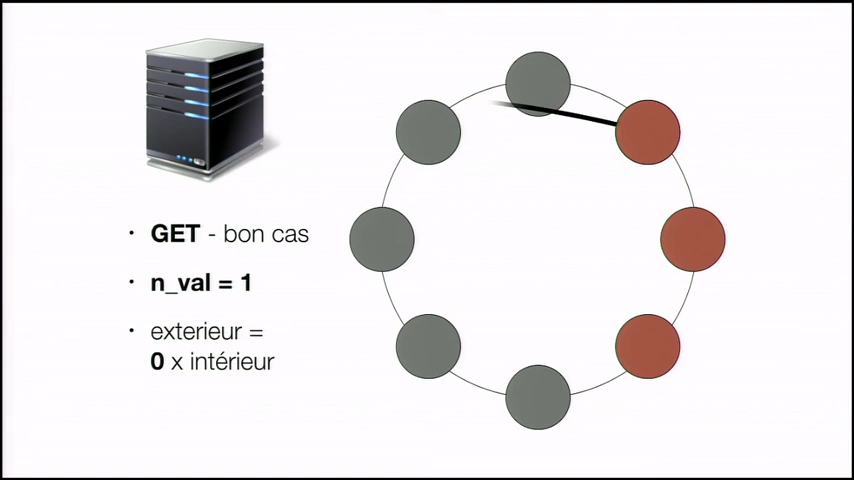 • GET - bon cas
• n_val = 1
• exterieur =
0 x intérieur